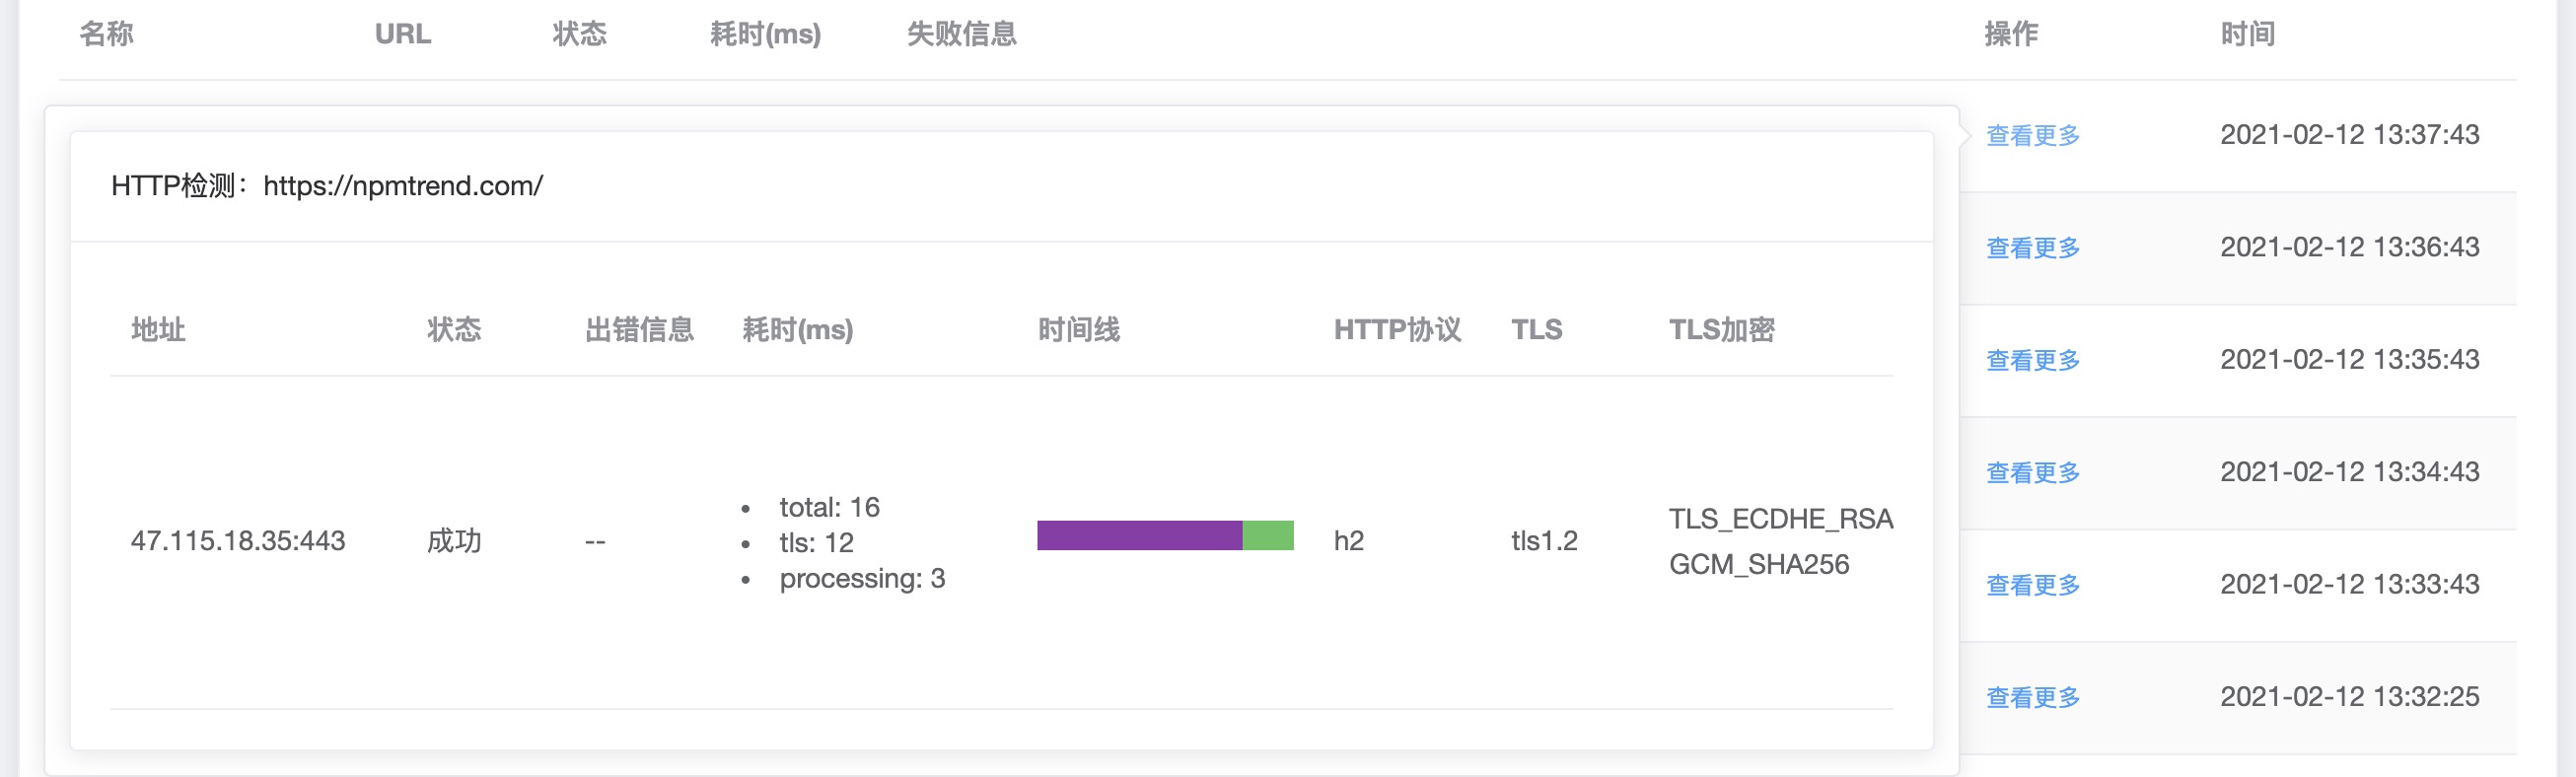 名称 URL 状态 耗时(ms) 失败信息 操作 时间
查看更多 2021-02-12 13:37:43
HTTP检测：https://npmtrend.com/
查看更多 2021-02-12 13:36:43
地址 状态 出错信息 耗时(ms) 时间线 HTTP协议 TLS TLS加密
查看更多 2021-02-12 13:35:43
查看更多 2021-02-12 13:34:43
47.115.18.35:443 成功 -- 
• total: 16
• tls: 12
• processing: 3
h2 tls1.2
TLS_ECDHE_RSA
GCM_SHA256
查看更多 2021-02-12 13:33:43
查看更多 2021-02-12 13:32:25